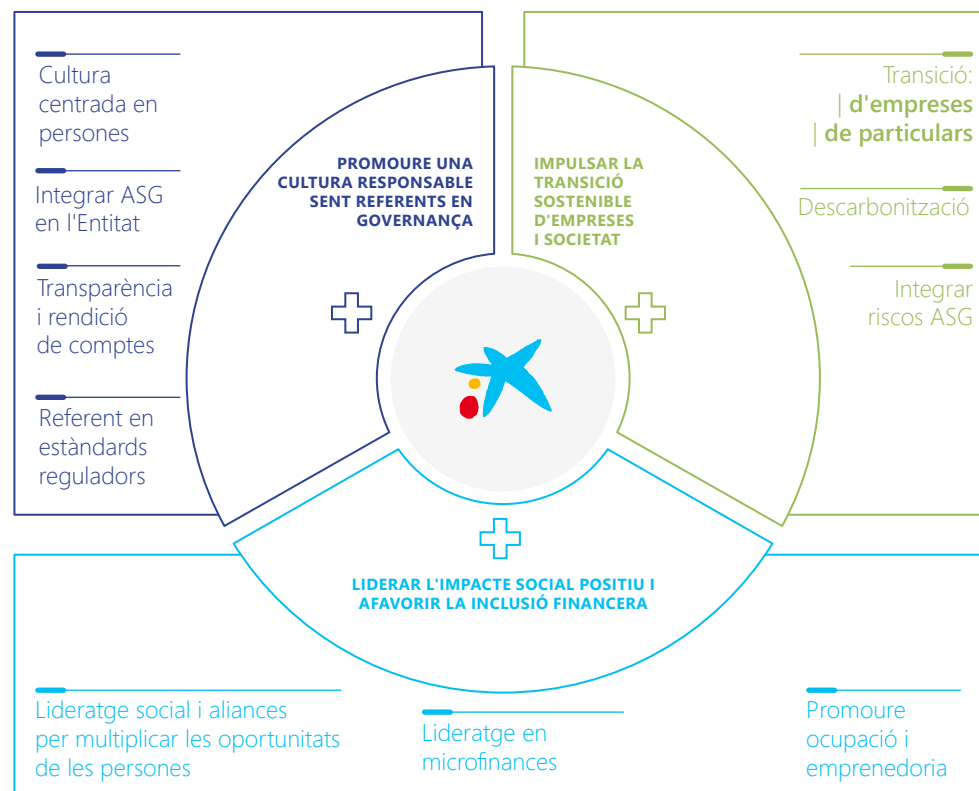 Cultura
centrada en
persones
Integrar ASG
en l'Entitat
Transparència
i rendició
de comptes
Referent en
estàndards
reguladors
PROMOURE UNA
CULTURA RESPONSABLE
SENT REFERENTS EN
GOVERNANÇA
IMPULSAR LA
TRANSICIÓ
SOSTENIBLE
D'EMPRESES
I SOCIETAT
Transició:
| d'empreses
| de particulars
Descarbonització
Integrar
riscos ASG
LIDERAR L'IMPACTE SOCIAL POSITIU I
AFAVORIR LA INCLUSIÓ FINANCERA
Lideratge social i aliances
per multiplicar les oportunitats
de les persones
Lideratge en
microfinances
Promoure
ocupació i
emprenedoria